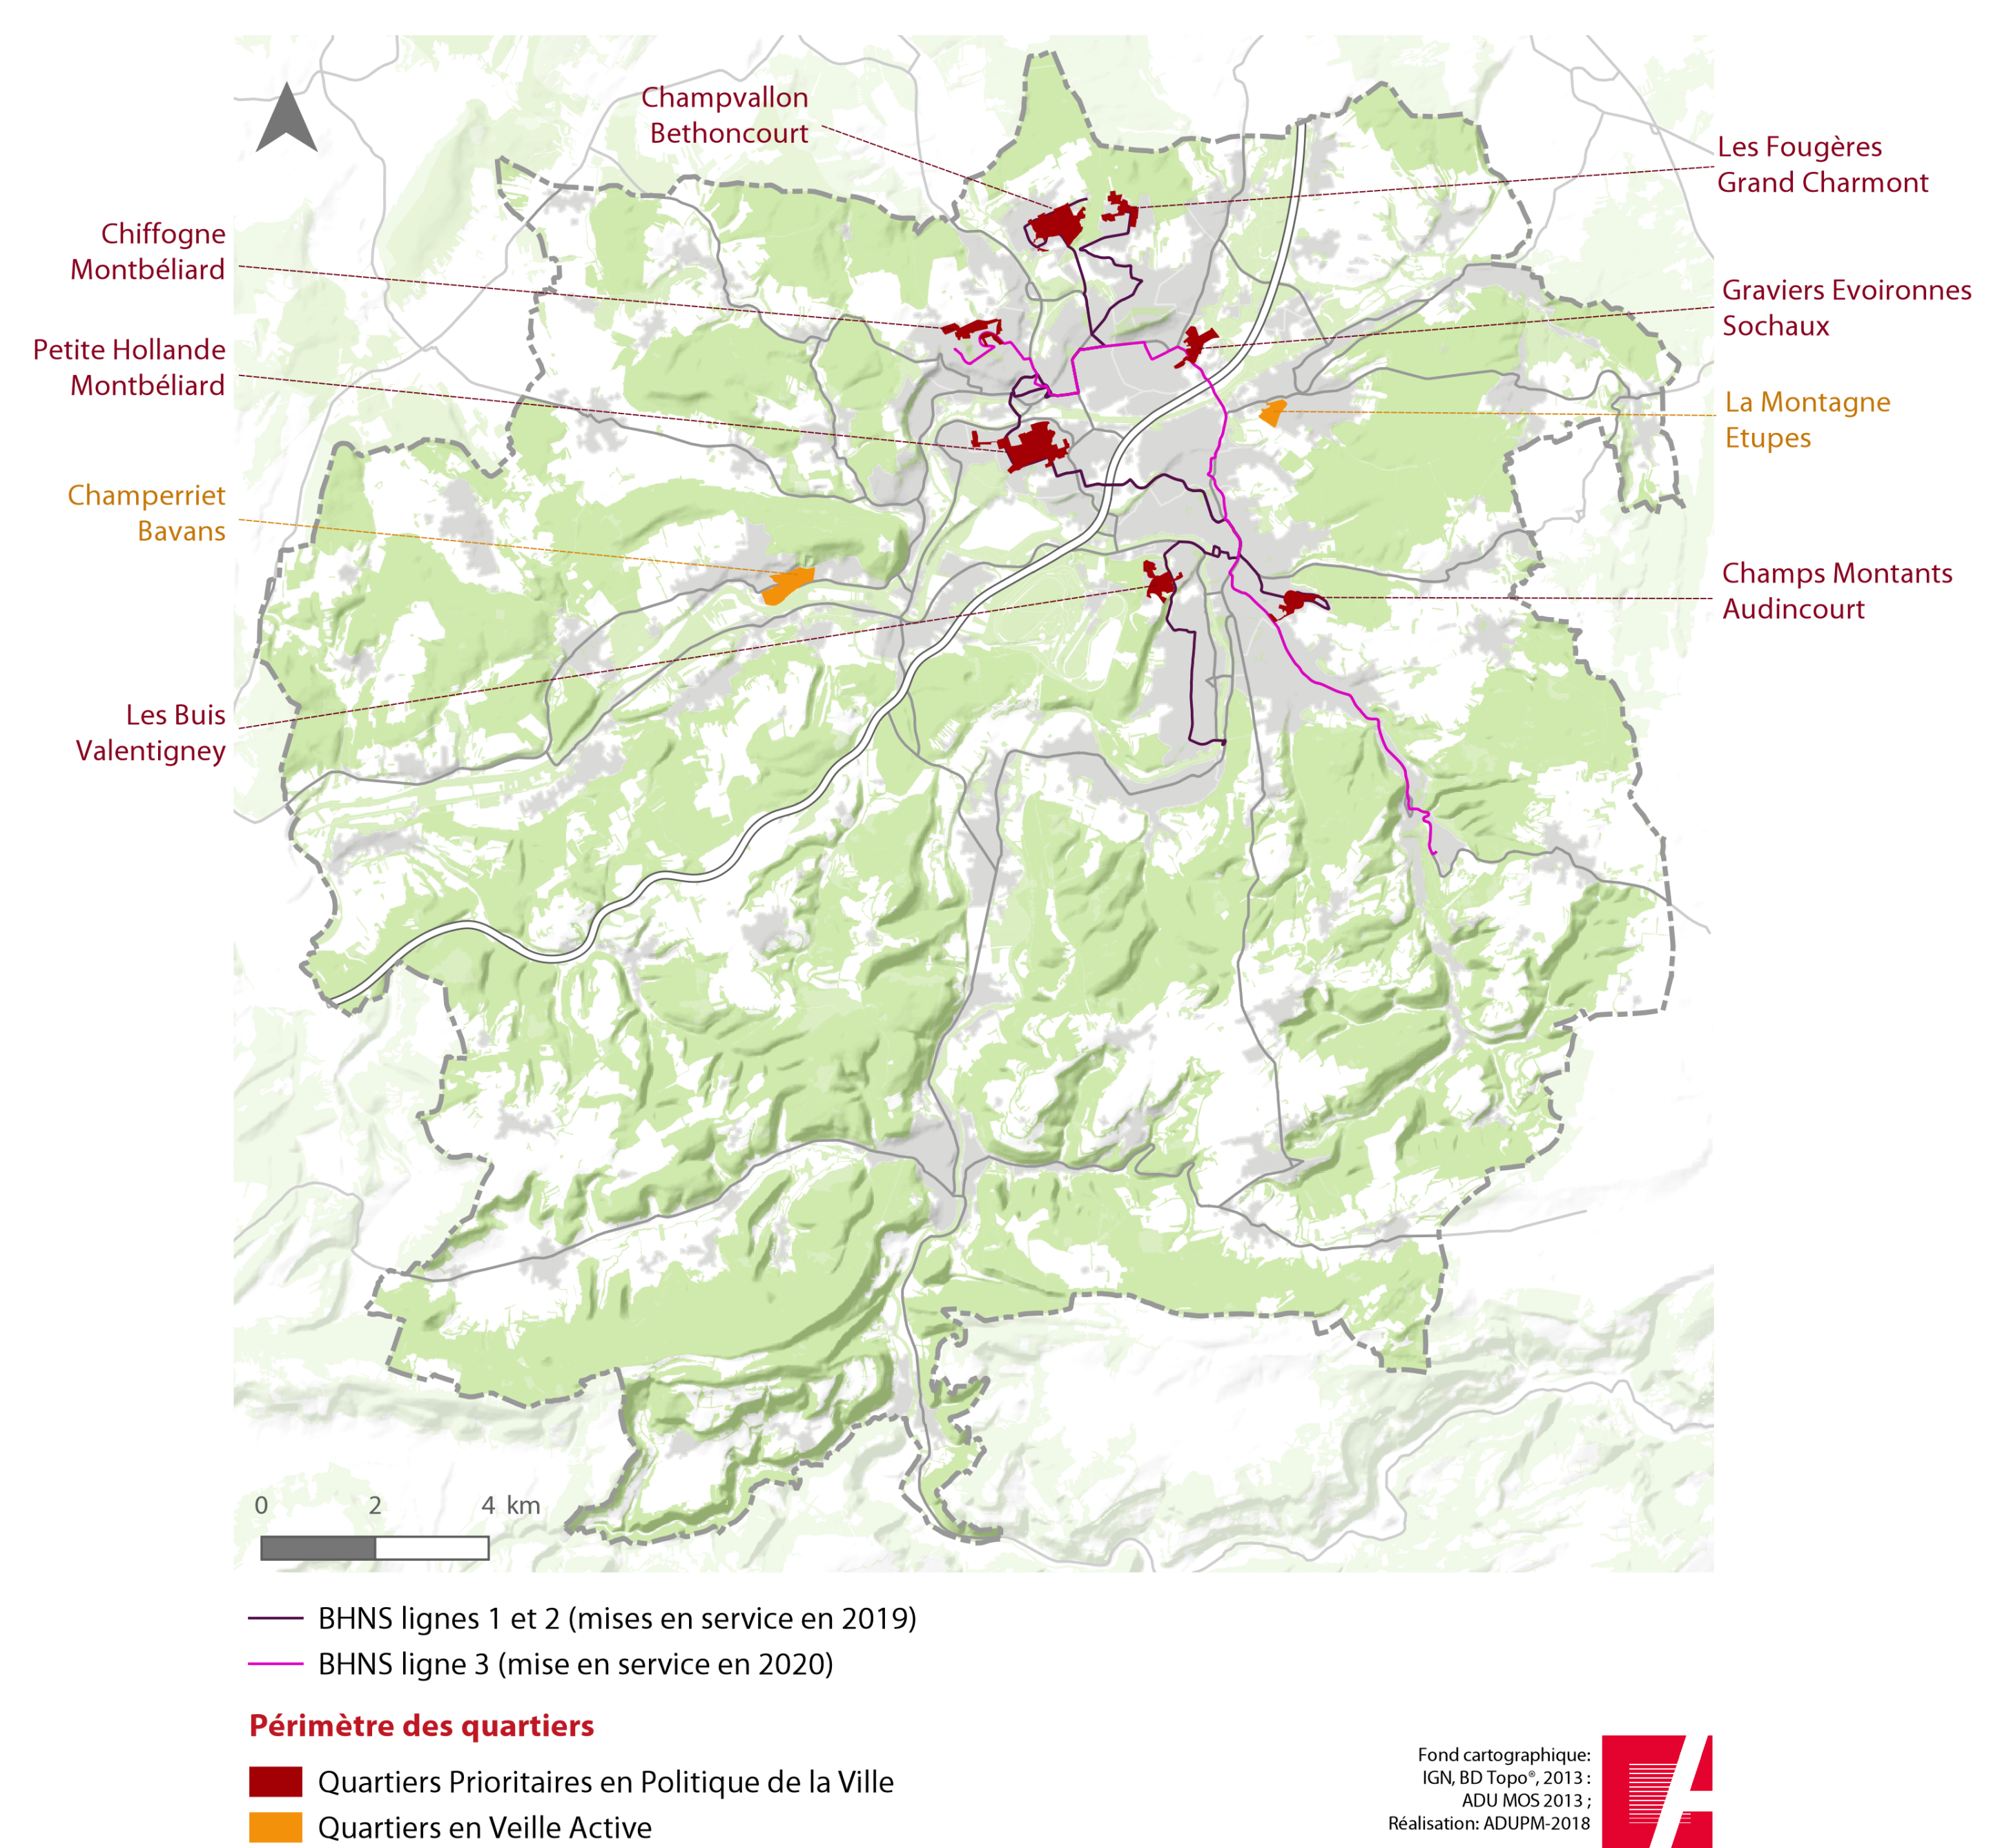 Champvallon
Bethoncourt
Les Fougères
Grand Charmont
Chiffogne
Montbéliard
Graviers Evoironnes
Sochaux
Petite Hollande
Montbéliard
La Montagne
Etupes
Champerriet
Bavans
Champs Montants
Audincourt
Les Buis
Valentigney
0 2 4 km
BHNS lignes 1 et 2 (mises en service en 2019)
BHNS ligne 3 (mise en service en 2020)
Périmètre des quartiers
Quartiers Prioritaires en Politique de la Ville
Quartiers en Veille Active
Fond cartographique:
IGN, BD Topo®, 2013 :
ADU MOS 2013 ;
Réalisation: ADUPM-2018